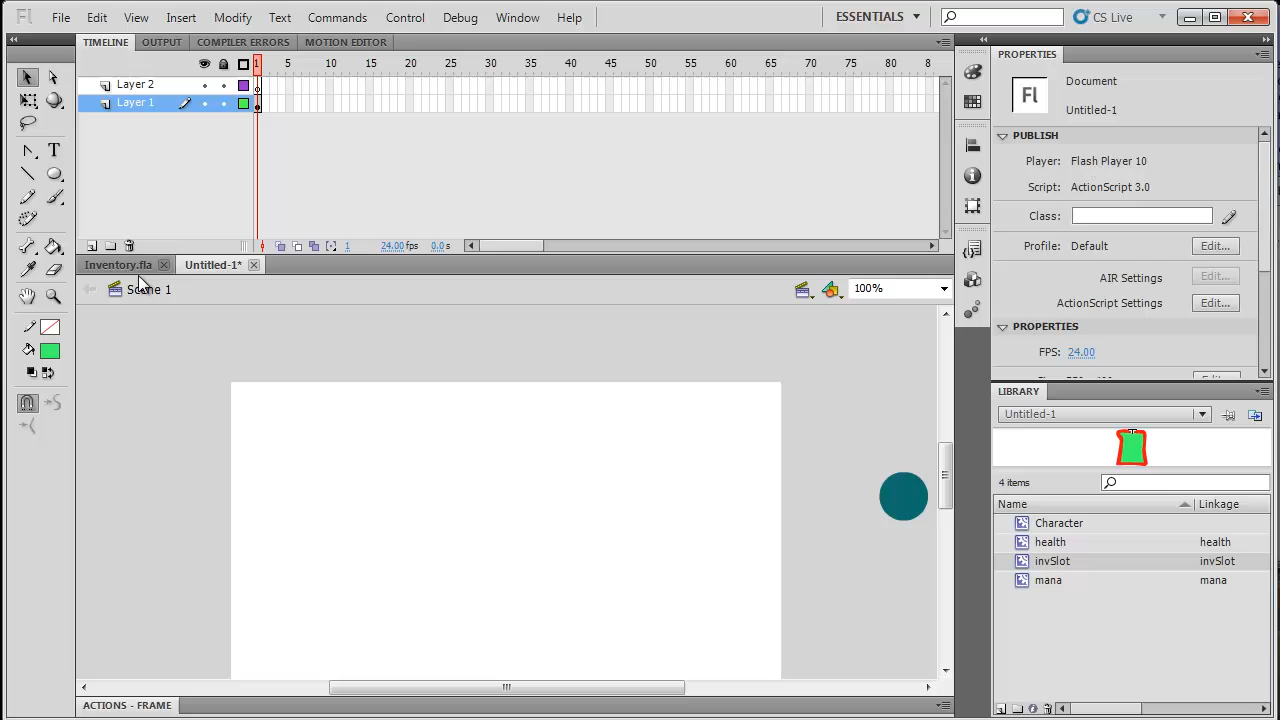 Fl File Edit View Insert Modify Text Commands Control Debug Window Help ESSENTIALS CS Live
TIMELINE OUTPUT COMPILER ERRORS MOTION EDITOR
1 5 10 15 20 25 30 35 40 45 50 55 60 65 70 75 80 8
Layer 2
Layer 1
1 24.00 fps 0.0 s
Inventory.fla Untitled-1*
Scene 1 100%
ACTIONS - FRAME
PROPERTIES
Fl Document
Untitled-1
PUBLISH
Player: Flash Player 10
Script: ActionScript 3.0
Class:
Profile: Default Edit...
AIR Settings Edit...
ActionScript Settings Edit...
PROPERTIES
FPS: 24.00
LIBRARY
Untitled-1
4 items
Name Linkage
Character
health health
invSlot invSlot
mana mana